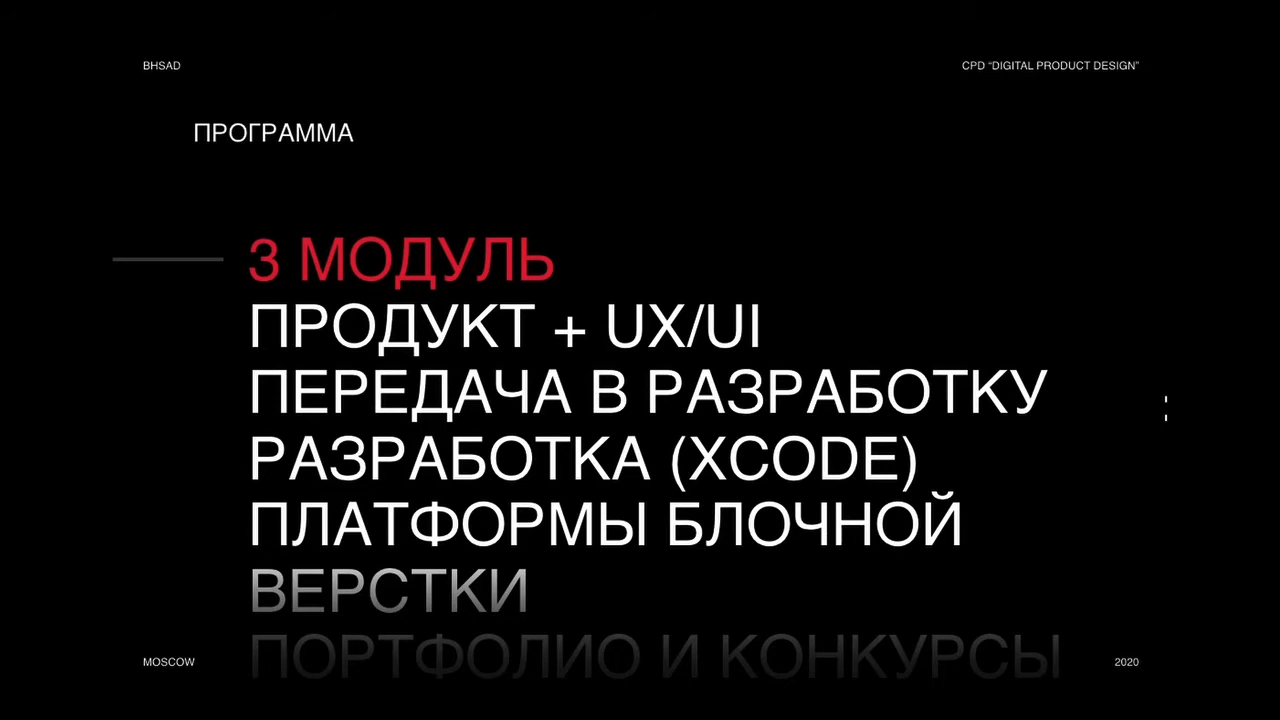 BHSAD
CPD “DIGITAL PRODUCT DESIGN”
ПРОГРАММА
3 МОДУЛЬ
ПРОДУКТ + UX/UI
ПЕРЕДАЧА В РАЗРАБОТКУ
РАЗРАБОТКА (XCODE)
ПЛАТФОРМЫ БЛОЧНОЙ
ВЕРСТКИ
ПОРТФОЛИО И КОНКУРСЫ
MOSCOW
2020